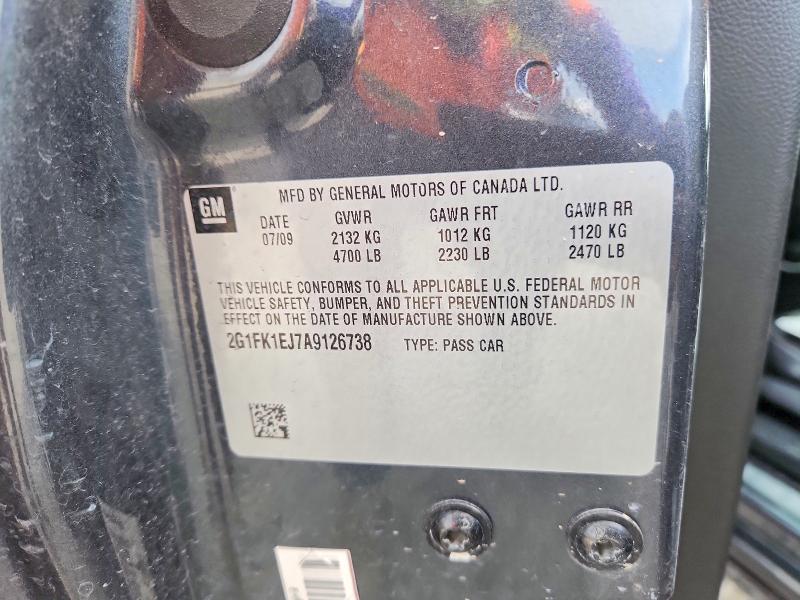 MFD BY GENERAL MOTORS OF CANADA LTD.
GM
DATE GVWR GAWR FRT GAWR RR
07/09 2132 KG 1012 KG 1120 KG
4700 LB 2230 LB 2470 LB
THIS VEHICLE CONFORMS TO ALL APPLICABLE U.S. FEDERAL MOTOR
VEHICLE SAFETY, BUMPER, AND THEFT PREVENTION STANDARDS IN
EFFECT ON THE DATE OF MANUFACTURE SHOWN ABOVE.
2G1FK1EJ7A9126738 TYPE: PASS CAR